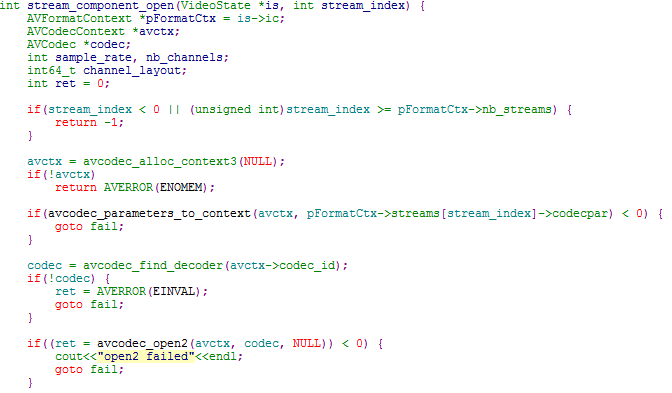 int stream_component_open(VideoState *is, int stream_index) {
AVFormatContext *pFormatCtx = is->ic;
AVCodecContext *avctx;
AVCodec *codec;
int sample_rate, nb_channels;
int64_t channel_layout;
int ret = 0;
if(stream_index < 0 || (unsigned int)stream_index >= pFormatCtx->nb_streams) {
return -1;
}
avctx = avcodec_alloc_context3(NULL);
if(!avctx)
return AVERROR(ENOMEM);
if(avcodec_parameters_to_context(avctx, pFormatCtx->streams[stream_index]->codecpar) < 0) {
goto fail;
}
codec = avcodec_find_decoder(avctx->codec_id);
if(!codec) {
ret = AVERROR(EINVAL);
goto fail;
}
if((ret = avcodec_open2(avctx, codec, NULL)) < 0) {
cout<<"open2 failed"<<endl;
goto fail;
}